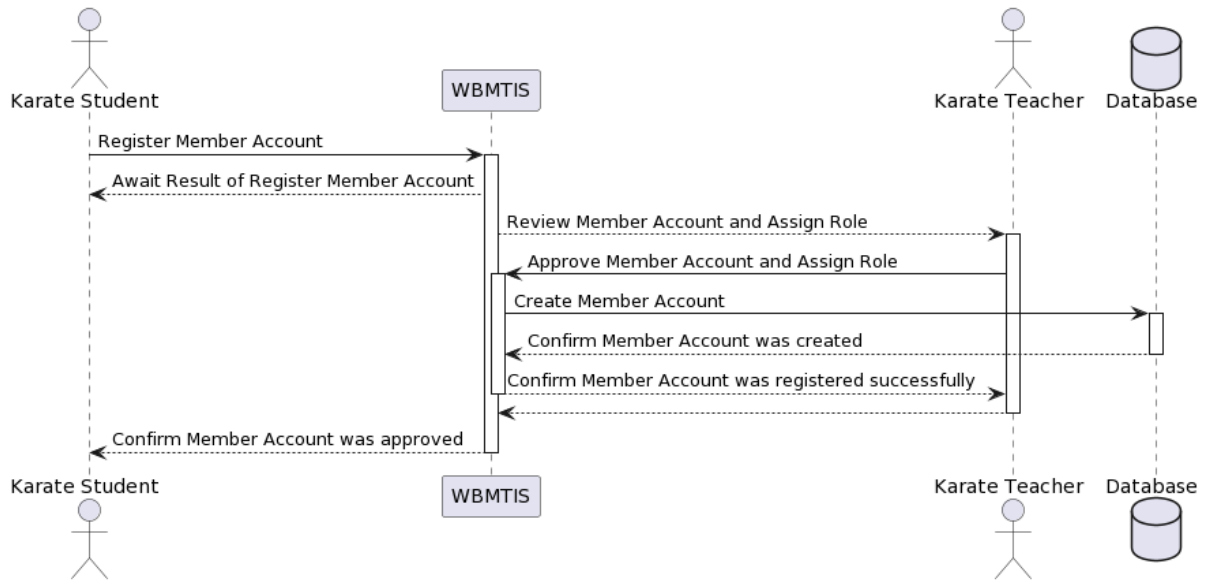 Karate Student
WBMTIS
Karate Teacher
Database
Register Member Account
Await Result of Register Member Account
Review Member Account and Assign Role
Approve Member Account and Assign Role
Create Member Account
Confirm Member Account was created
Confirm Member Account was registered successfully
Confirm Member Account was approved
Karate Student
WBMTIS
Karate Teacher
Database